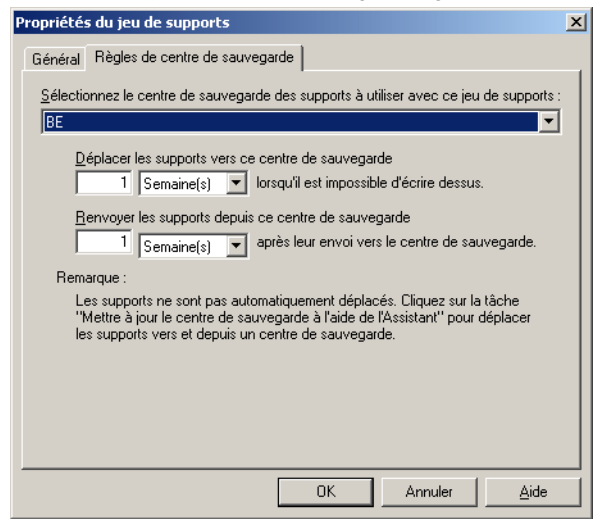 Propriétés du jeu de supports
Général Règles de centre de sauvegarde
Sélectionnez le centre de sauvegarde des supports à utiliser avec ce jeu de supports :
BE
Déplacer les supports vers ce centre de sauvegarde
1 Semaine(s) lorsqu'il est impossible d'écrire dessus.
Renvoyer les supports depuis ce centre de sauvegarde
1 Semaine(s) après leur envoi vers le centre de sauvegarde.
Remarque :
Les supports ne sont pas automatiquement déplacés. Cliquez sur la tâche
"Mettre à jour le centre de sauvegarde à l'aide de l'Assistant" pour déplacer
les supports vers et depuis un centre de sauvegarde.
OK Annuler Aide